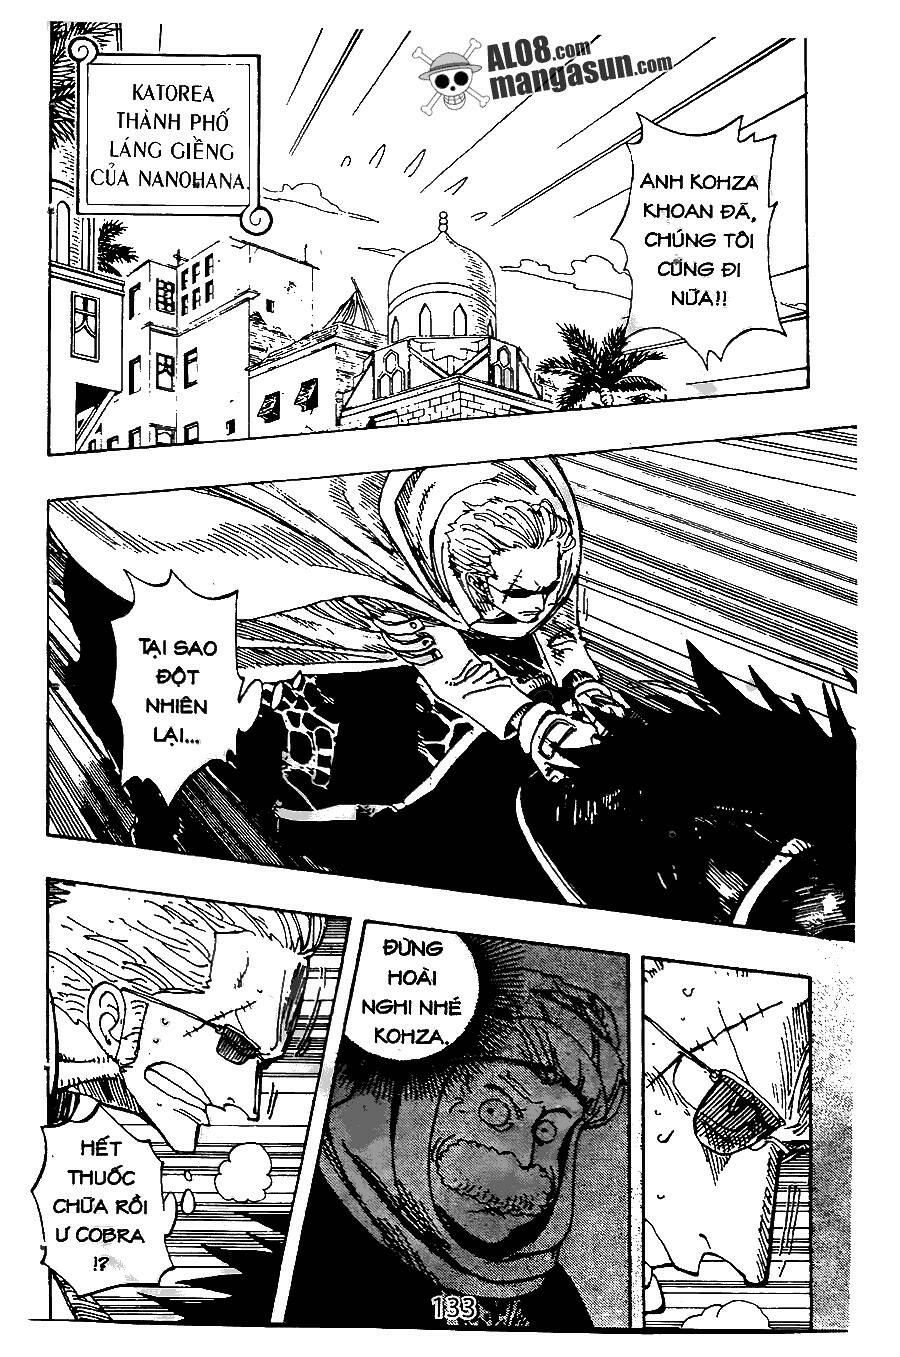 AL08.com
mangasun.com
KATOREA
THÀNH PHỐ
LÁNG GIỀNG
CỦA NANOHANA.
ANH KOHZA
KHOAN ĐÃ,
CHÚNG TÔI
CŨNG ĐI
NỮA!!
TẠI SAO
ĐỘT
NHIÊN
LẠI...
ĐỪNG
HOÀI
NGHI NHÉ
KOHZA.
HẾT
THUỐC
CHỮA RỒI
Ư COBRA
!?
133